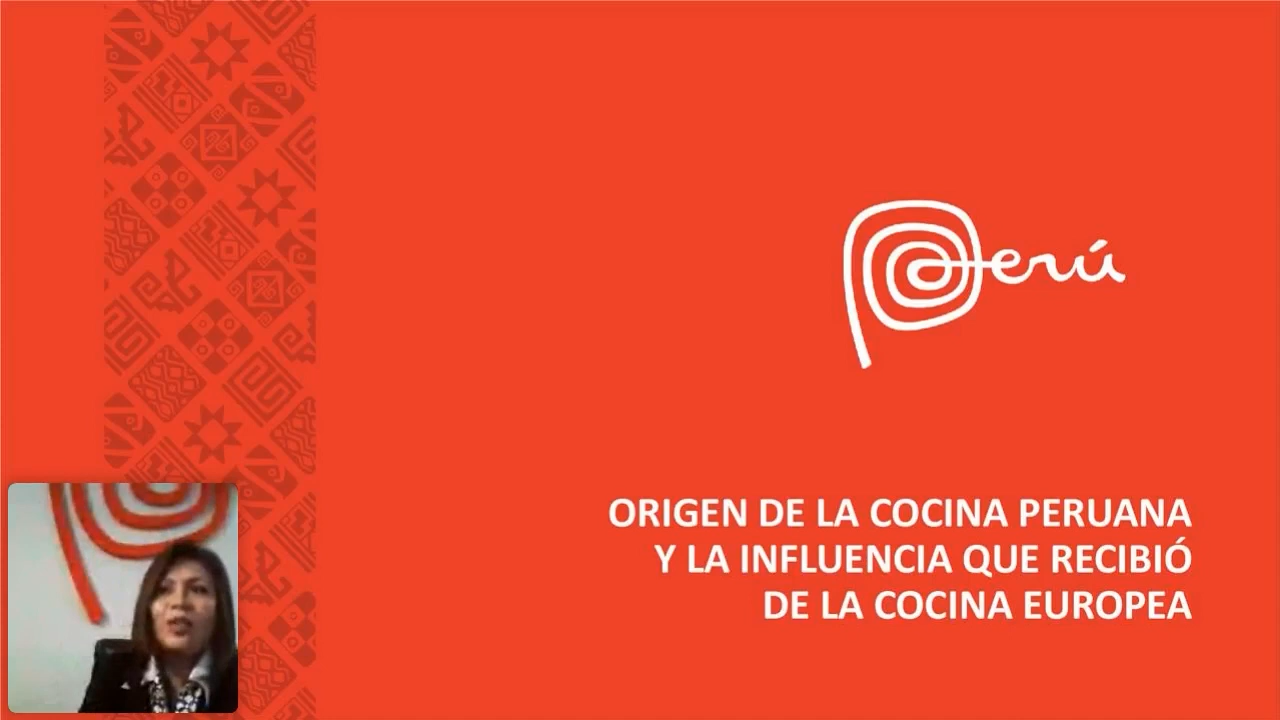 Perú
ORIGEN DE LA COCINA PERUANA
Y LA INFLUENCIA QUE RECIBIÓ
DE LA COCINA EUROPEA